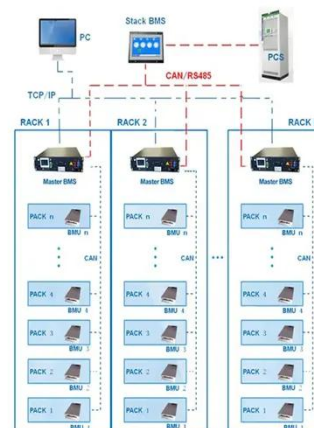 PC
Stack BMS
PCS
CAN/RS485
TCP/IP
RACK 1
RACK 2
RACK
Master BMS
Master BMS
Master BMS
PACK n
BMU n
PACK n
BMU n
PACK n
BMU n
CAN
CAN
CAN
PACK 4
BMU 4
PACK 4
BMU 4
PACK 4
BMU 4
PACK 3
BMU 3
PACK 3
BMU 3
PACK 3
BMU 3
PACK 2
BMU 2
PACK 2
BMU 2
PACK 2
BMU 2
PACK 1
PACK 1
PACK 1